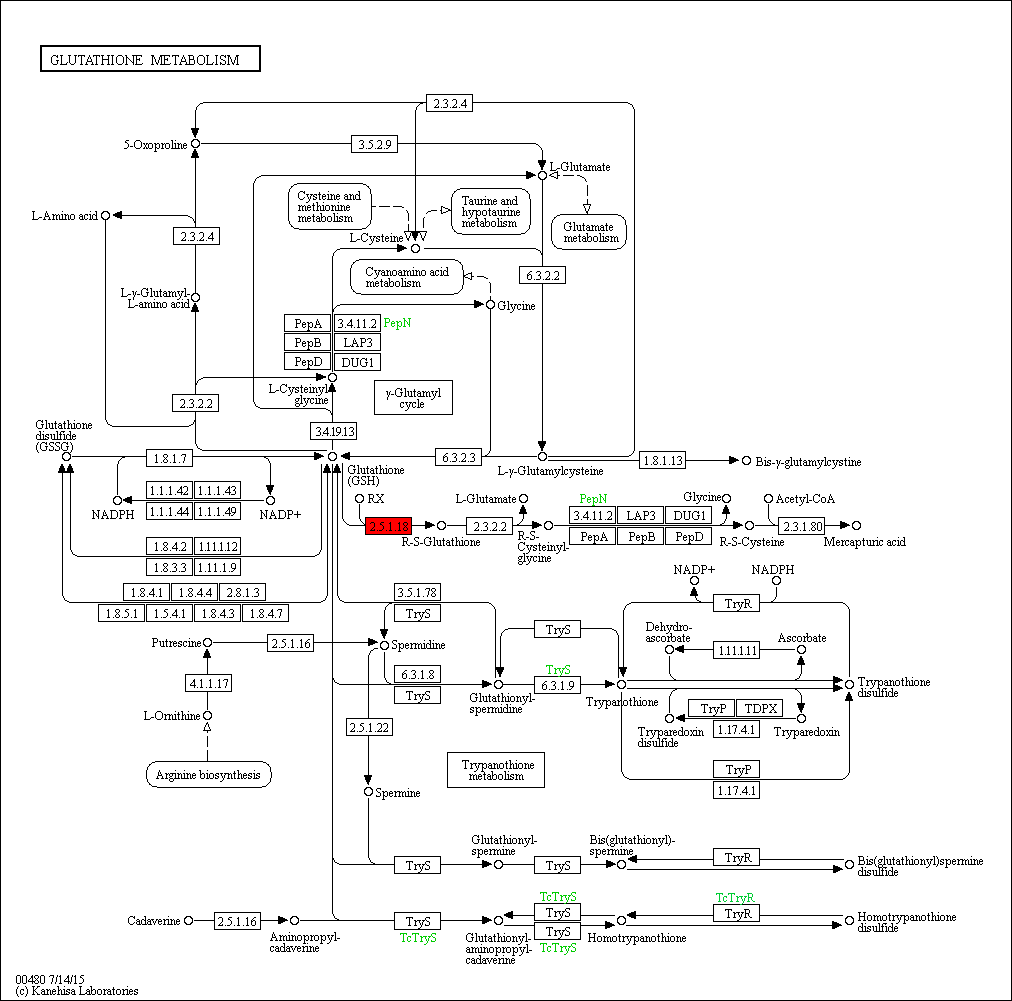 GLUTATHIONE METABOLISM
2.3.2.4
5-Oxoproline
3.5.2.9
L-Glutamate
Cysteine and
methionine
metabolism
Taurine and
hypotaurine
metabolism
L-Amino acid
Glutamate
metabolism
2.3.2.4
L-Cysteine
Cyanoamino acid
metabolism
6.3.2.2
L-γ-Glutamyl-
L-amino acid
Glycine
PepA
3.4.11.2
PepN
PepB
LAP3
PepD
DUG1
L-Cysteinyl
glycine
γ-Glutamyl
cycle
2.3.2.2
Glutathione
disulfide
(GSSG)
3.4.19.13
1.8.1.7
6.3.2.3
1.8.1.13
Bis-γ-glutamylcystine
L-γ-Glutamylcysteine
Glutathione
(GSH)
1.1.1.42
1.1.1.43
RX
L-Glutamate
PepN
Glycine
Acetyl-CoA
NADPH
1.1.1.44
1.1.1.49
NADP+
3.4.11.2
LAP3
DUG1
2.5.1.18
2.3.2.2
2.3.1.80
R-S-Glutathione
R-S-
Cysteinyl-
glycine
PepA
PepB
PepD
R-S-Cysteine
Mercapturic acid
1.8.4.2
1.11.1.12
1.8.3.3
1.11.1.9
NADP+
NADPH
1.8.4.1
1.8.4.4
2.8.1.3
3.5.1.78
TryR
1.8.5.1
1.5.4.1
1.8.4.3
1.8.4.7
TryS
TryS
Dehydro-
ascorbate
Ascorbate
Putrescine
2.5.1.16
Spermidine
1.11.1.11
4.1.1.17
6.3.1.8
TryS
TryS
6.3.1.9
Glutathionyl-
spermidine
Trypanothione
Trypanothione
disulfide
L-Ornithine
2.5.1.22
TryP
TDPX
1.17.4.1
Tryparedoxin
disulfide
Tryparedoxin
Arginine biosynthesis
Trypanothione
metabolism
TryP
1.17.4.1
Spermine
Glutathionyl-
spermine
Bis(glutathionyl)-
spermine
TryS
TryS
TryR
Bis(glutathionyl)spermine
disulfide
TcTryS
TcTryR
Cadaverine
2.5.1.16
TryS
TryS
TryR
Homotrypanothione
disulfide
Aminopropyl-
cadaverine
TcTryS
Glutathionyl-
aminopropyl-
cadaverine
TryS
TcTryS
Homotrypanothione
00480 7/14/15
(c) Kanehisa Laboratories